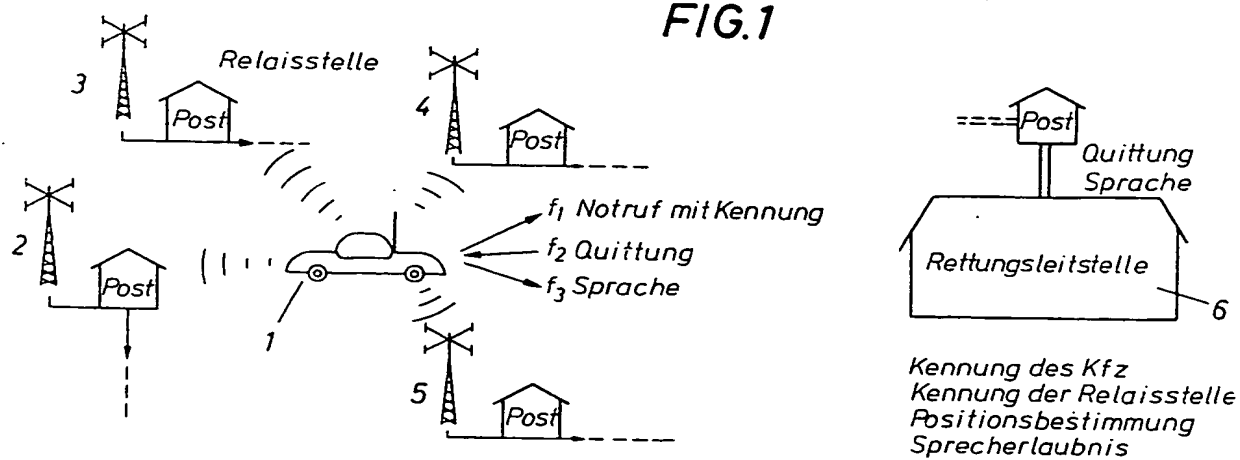 FIG.1
3
Relaisstelle
Post
4
Post
Post
Quittung
Sprache
2
Post
f1 Notruf mit Kennung
f2 Quittung
f3 Sprache
1
Rettungsleitstelle
6
5
Post
Kennung des Kfz
Kennung der Relaisstelle
Positionsbestimmung
Sprecherlaubnis